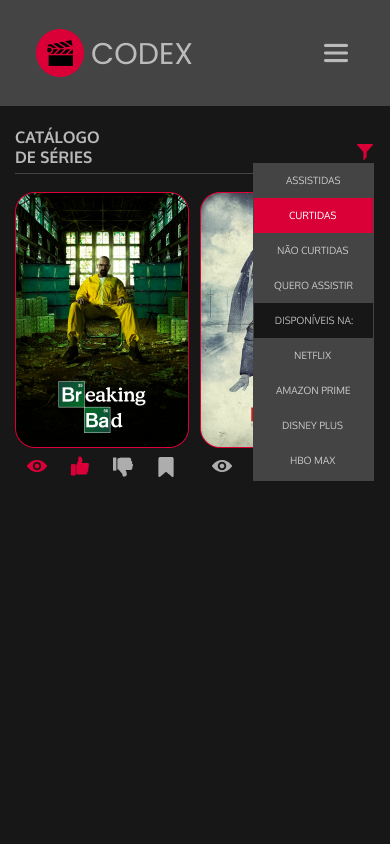 CODEX
CATÁLOGO
DE SÉRIES
ASSISTIDAS
CURTIDAS
NÃO CURTIDAS
QUERO ASSISTIR
DISPONÍVEIS NA:
NETFLIX
AMAZON PRIME
DISNEY PLUS
HBO MAX
Breaking
Bad